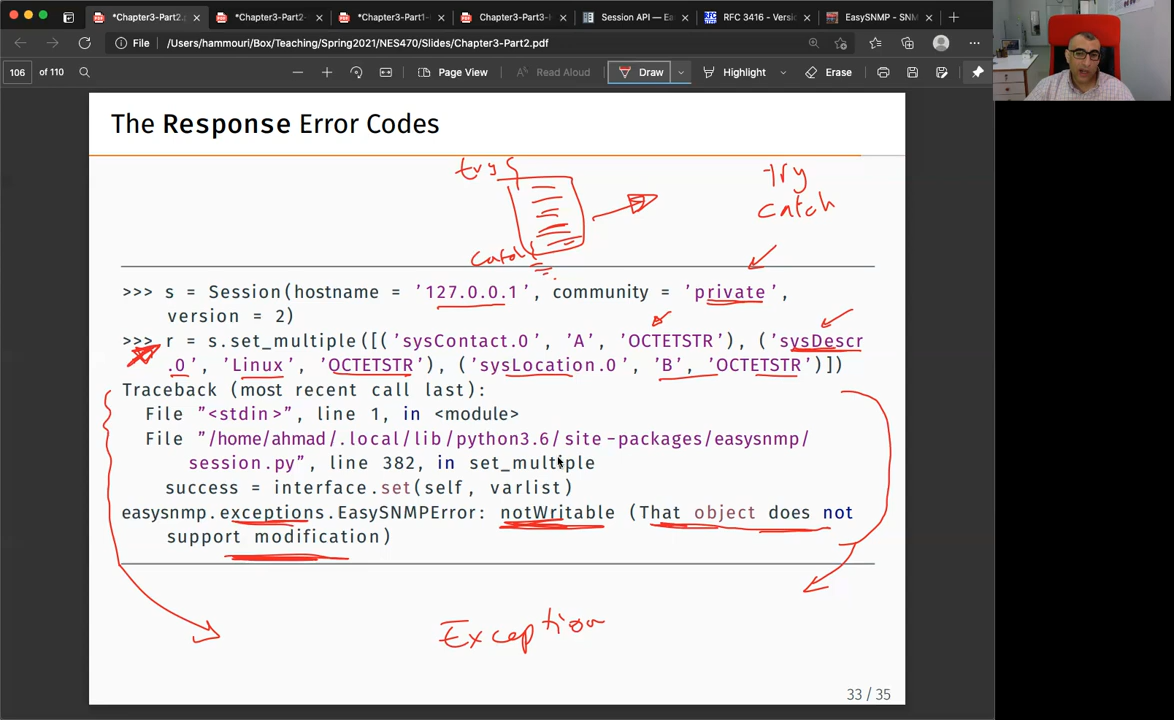 *Chapter3-Part2.
*Chapter3-Part2-
*Chapter3-Part1-
Chapter3-Part3-
Session API —
RFC 3416 - Versio
EasySNMP - SNM
File
/Users/hammouri/Box/Teaching/Spring2021/NES470/Slides/Chapter3-Part2.pdf
106 of 110
Page View
Read Aloud
Draw
Highlight
Erase
The Response Error Codes
try {
try
catch
catch
>>> s = Session(hostname = '127.0.0.1', community = 'private',
version = 2)
>>> r = s.set_multiple([('sysContact.0', 'A', 'OCTETSTR'), ('sysDescr
.0', 'Linux', 'OCTETSTR'), ('sysLocation.0', 'B', 'OCTETSTR')])
Traceback (most recent call last):
File "<stdin>", line 1, in <module>
File "/home/ahmad/.local/lib/python3.6/site-packages/easysnmp/
session.py", line 382, in set_multiple
success = interface.set(self, varlist)
easysnmp.exceptions.EasySNMPError: notWritable (That object does not
support modification)
Exception
33 / 35